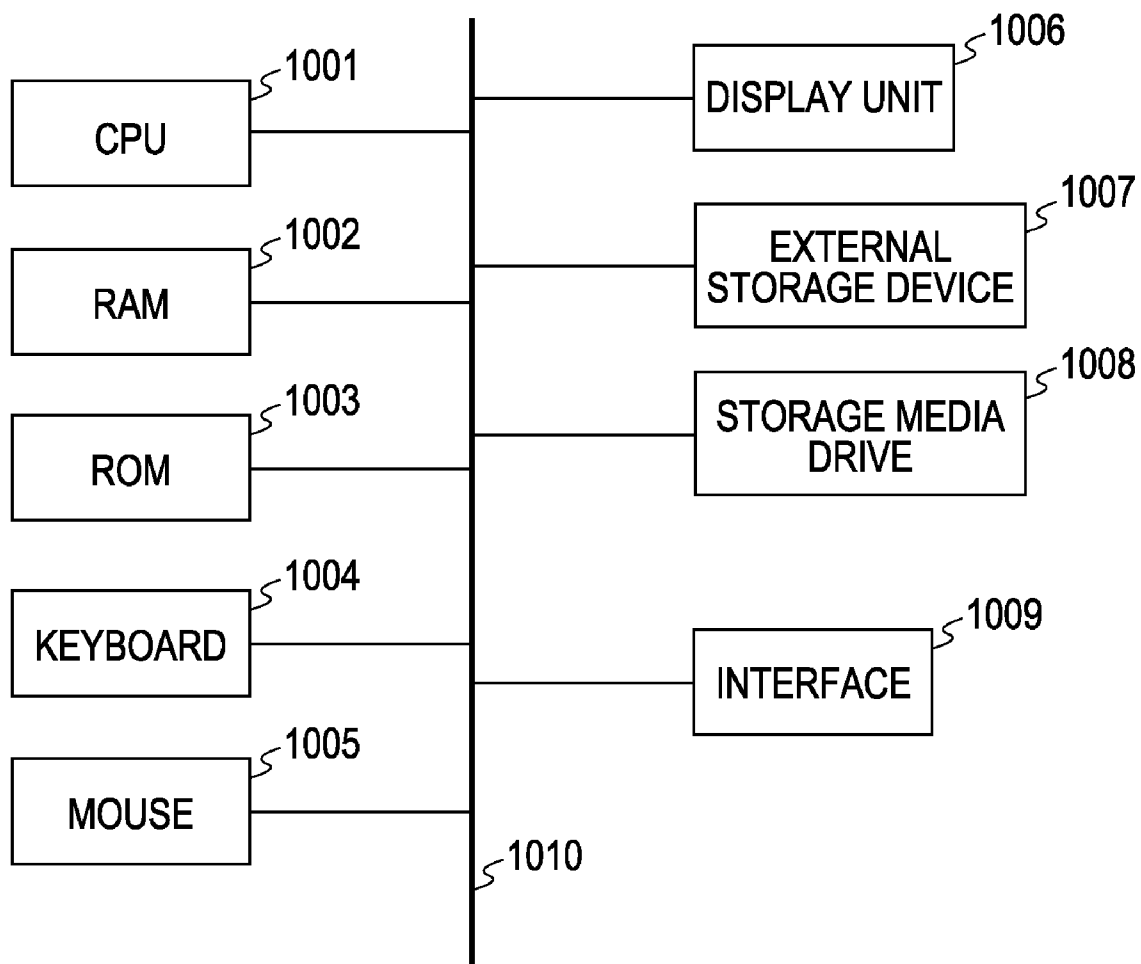 1001
CPU
1002
RAM
1003
ROM
1004
KEYBOARD
1005
MOUSE
1006
DISPLAY UNIT
1007
EXTERNAL
STORAGE DEVICE
1008
STORAGE MEDIA
DRIVE
1009
INTERFACE
1010